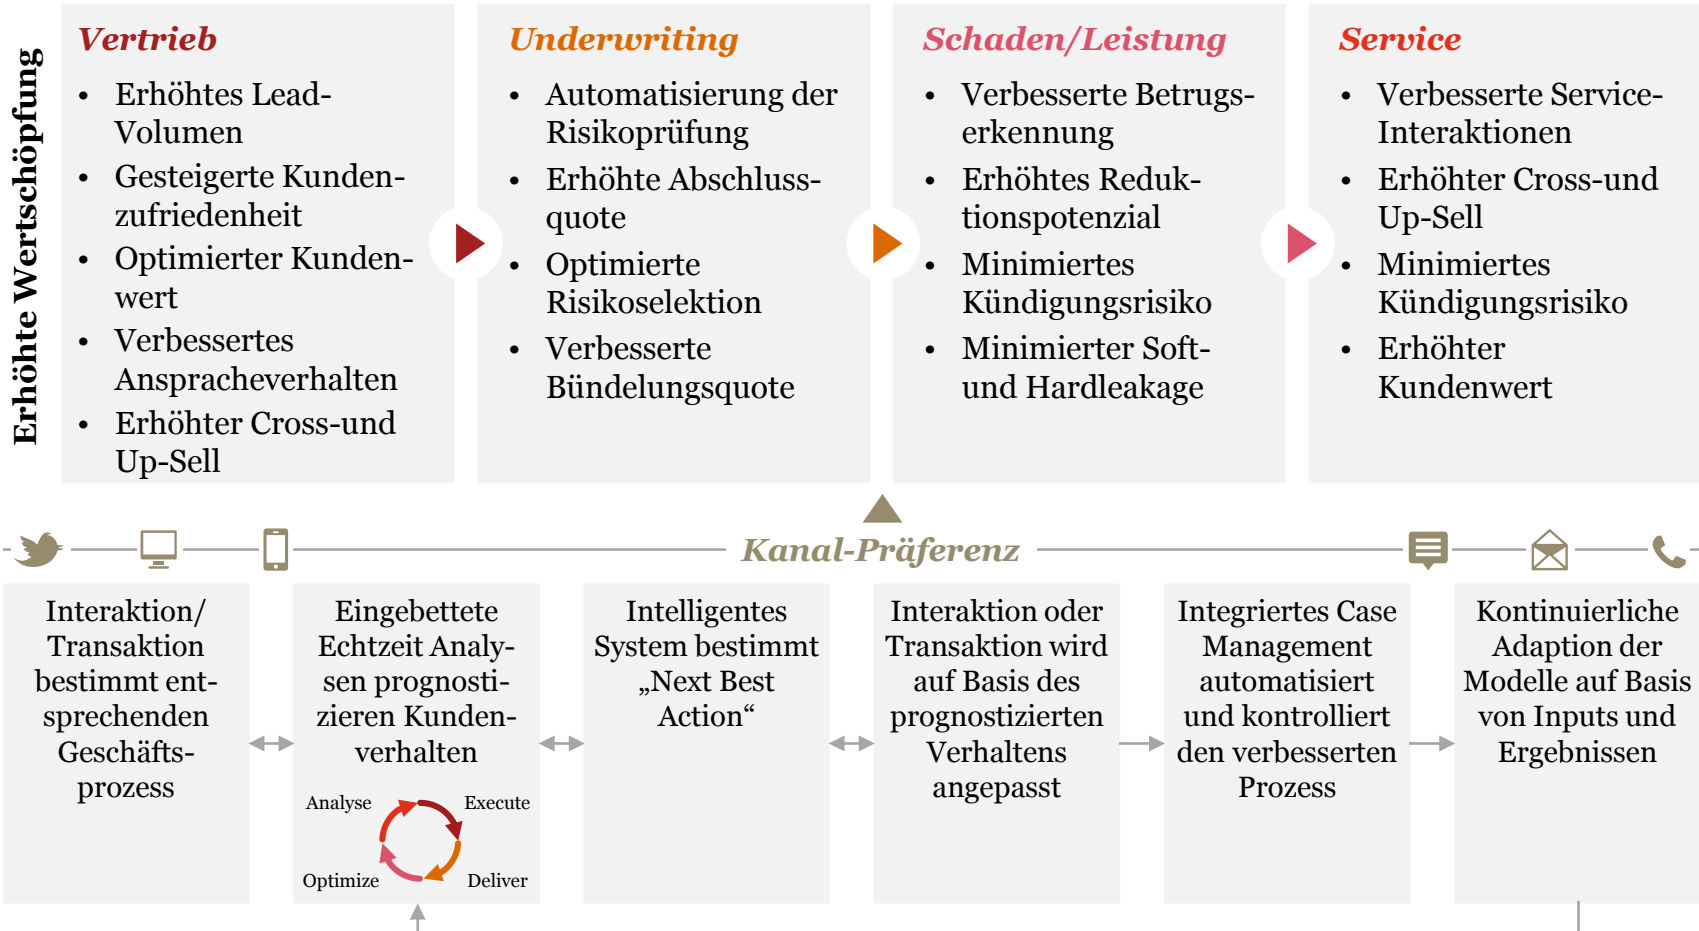 Erhöhte Wertschöpfung
Vertrieb
• Erhöhtes Lead-
Volumen
• Gesteigerte Kunden-
zufriedenheit
• Optimierter Kunden-
wert
• Verbessertes
Anspracheverhalten
• Erhöhter Cross-und
Up-Sell
Underwriting
• Automatisierung der
Risikoprüfung
• Erhöhte Abschluss-
quote
• Optimierte
Risikoselektion
• Verbesserte
Bündelungsquote
Schaden/Leistung
• Verbesserte Betrugs-
erkennung
• Erhöhtes Reduk-
tionspotenzial
• Minimiertes
Kündigungsrisiko
• Minimierter Soft-
und Hardleakage
Service
• Verbesserte Service-
Interaktionen
• Erhöhter Cross-und
Up-Sell
• Minimiertes
Kündigungsrisiko
• Erhöhter
Kundenwert
Kanal-Präferenz
Interaktion/
Transaktion
bestimmt ent-
sprechenden
Geschäfts-
prozess
Eingebettete
Echtzeit Analy-
sen prognosti-
zieren Kunden-
verhalten
Analyse
Execute
Optimize
Deliver
Intelligentes
System bestimmt
„Next Best
Action“
Interaktion oder
Transaktion wird
auf Basis des
prognostizierten
Verhaltens
angepasst
Integriertes Case
Management
automatisiert
und kontrolliert
den verbesserten
Prozess
Kontinuierliche
Adaption der
Modelle auf Basis
von Inputs und
Ergebnissen